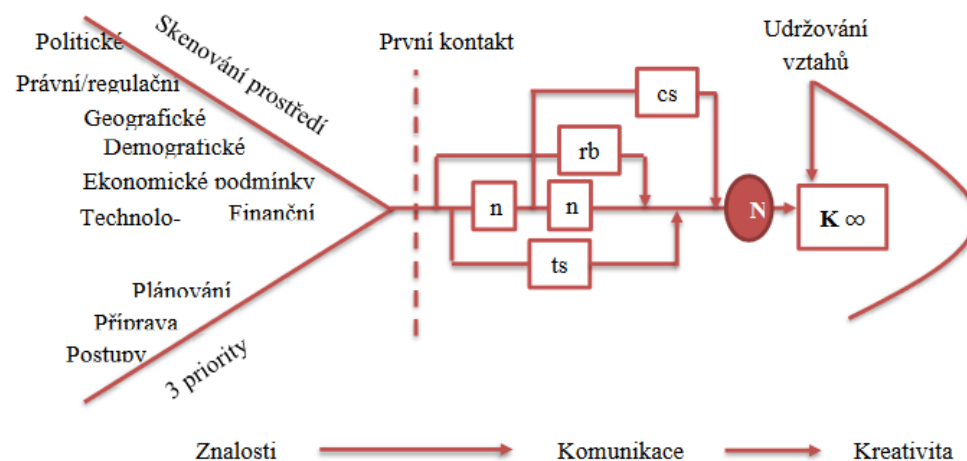 Politické
Právní/regulační
Geografické
Demografické
Ekonomické podmínky
Technolo-
Finanční
Skenování prostředí
Plánování
Příprava
Postupy
3 priority
První kontakt
cs
rb
n
n
ts
N
Udržování
vztahů
K ∞
Znalosti
Komunikace
Kreativita